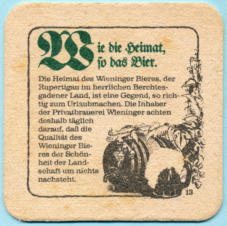 Wie die Heimat,
so das Bier.
Die Heimat des Wieninger Bieres, der
Rupertigau im herrlichen Berchtes-
gadener Land, ist eine Gegend, so rich-
tig zum Urlaubmachen. Die Inhaber
der Privatbrauerei Wieninger achten
deshalb täglich
darauf, daß die
Qualität des
Wieninger Bie-
res der Schön-
heit der Land-
schaft um nichts
nachsteht.
13